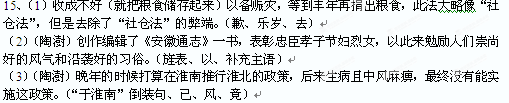 15、（1）收成不好（就把粮食储存起来）以备赈灾，等到丰年再捐出粮食，此法大略像“社
仓法”，但是去除了“社仓法”的弊端。（歉、乐岁、去）
（2）（陶澍）创作编辑了《安徽通志》一书，表彰忠臣孝子节妇烈女，以此来勉励人们崇尚
好的风气和沿袭好的习俗。（旌表、以、补充主语）
（3）（陶澍）晚年的时候打算在淮南推行淮北的政策，后来生病且中风麻痹，最终没有能实
施这政策。（“于淮南”倒装句、已、风、竟）